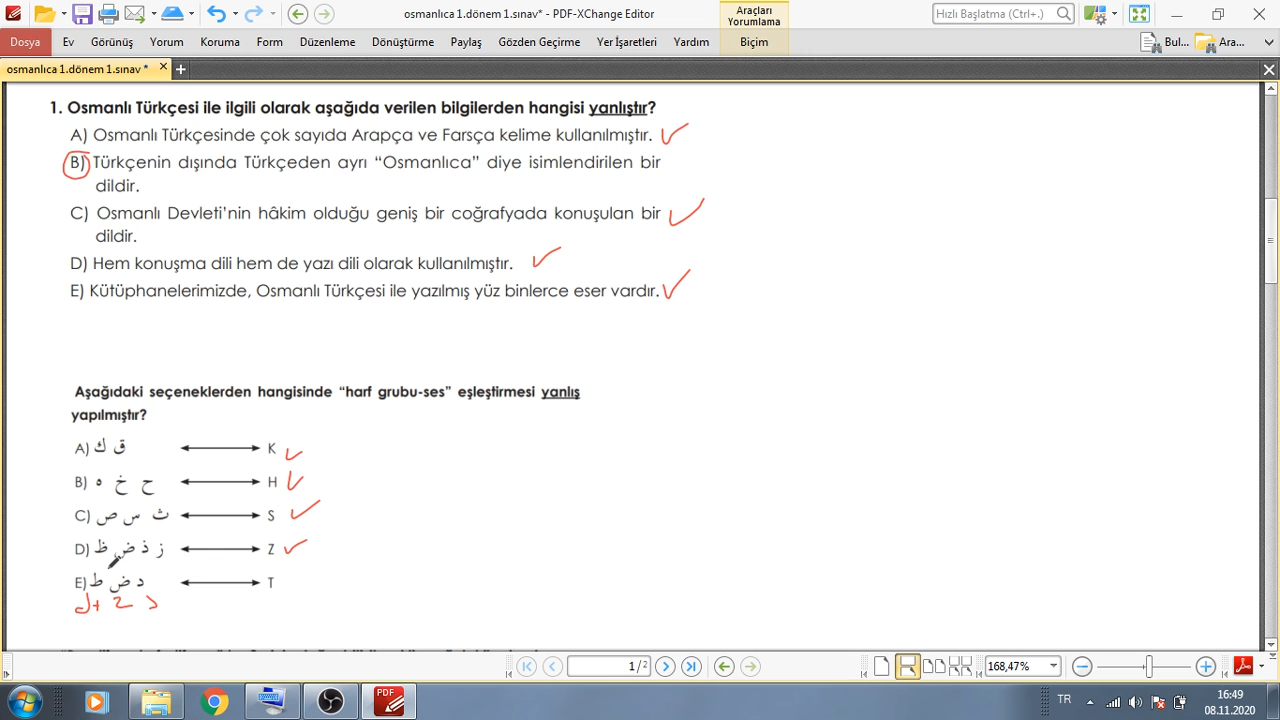 osmanlıca 1.dönem 1.sınav* - PDF-XChange Editor
Araçları
Yorumlama
Hızlı Başlatma (Ctrl+.)
Dosya Ev Görünüş Yorum Koruma Form Düzenleme Dönüştürme Paylaş Gözden Geçirme Yer İşaretleri Yardım Biçim Bul... Ara...
osmanlıca 1.dönem 1.sınav *
1. Osmanlı Türkçesi ile ilgili olarak aşağıda verilen bilgilerden hangisi yanlıştır?
A) Osmanlı Türkçesinde çok sayıda Arapça ve Farsça kelime kullanılmıştır.
B) Türkçenin dışında Türkçeden ayrı “Osmanlıca” diye isimlendirilen bir
dildir.
C) Osmanlı Devleti’nin hâkim olduğu geniş bir coğrafyada konuşulan bir
dildir.
D) Hem konuşma dili hem de yazı dili olarak kullanılmıştır.
E) Kütüphanelerimizde, Osmanlı Türkçesi ile yazılmış yüz binlerce eser vardır.
Aşağıdaki seçeneklerden hangisinde “harf grubu-ses” eşleştirmesi yanlış
yapılmıştır?
A) ك ق K
B) ه خ ح H
C) ص س ث S
D) ظ ض ذ ز Z
E) ط ض د T
1 / 2
168,47%
TR 16:49
08.11.2020